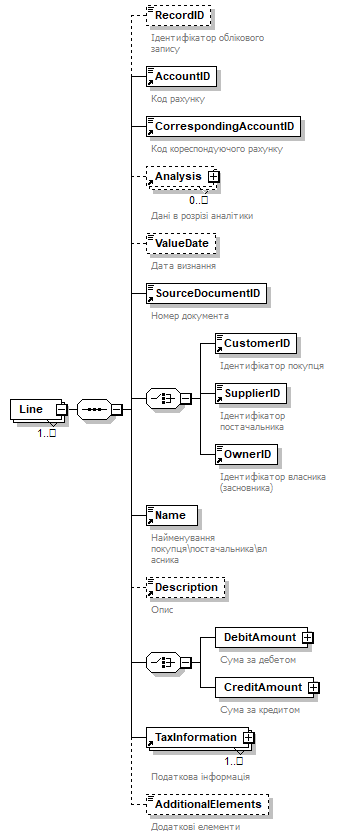 RecordID
Ідентифікатор облікового
запису
AccountID
Код рахунку
CorrespondingAccountID
Код кореспондуючого рахунку
Analysis
0..
Дані в розрізі аналітики
ValueDate
Дата визнання
SourceDocumentID
Номер документа
CustomerID
Ідентифікатор покупця
SupplierID
Ідентифікатор
постачальника
Line
1..
OwnerID
Ідентифікатор власника
(засновника)
Name
Найменування
покупця\постачальника\вл
асника
Description
Опис
DebitAmount
Сума за дебетом
CreditAmount
Сума за кредитом
TaxInformation
1..
Податкова інформація
AdditionalElements
Додаткові елементи